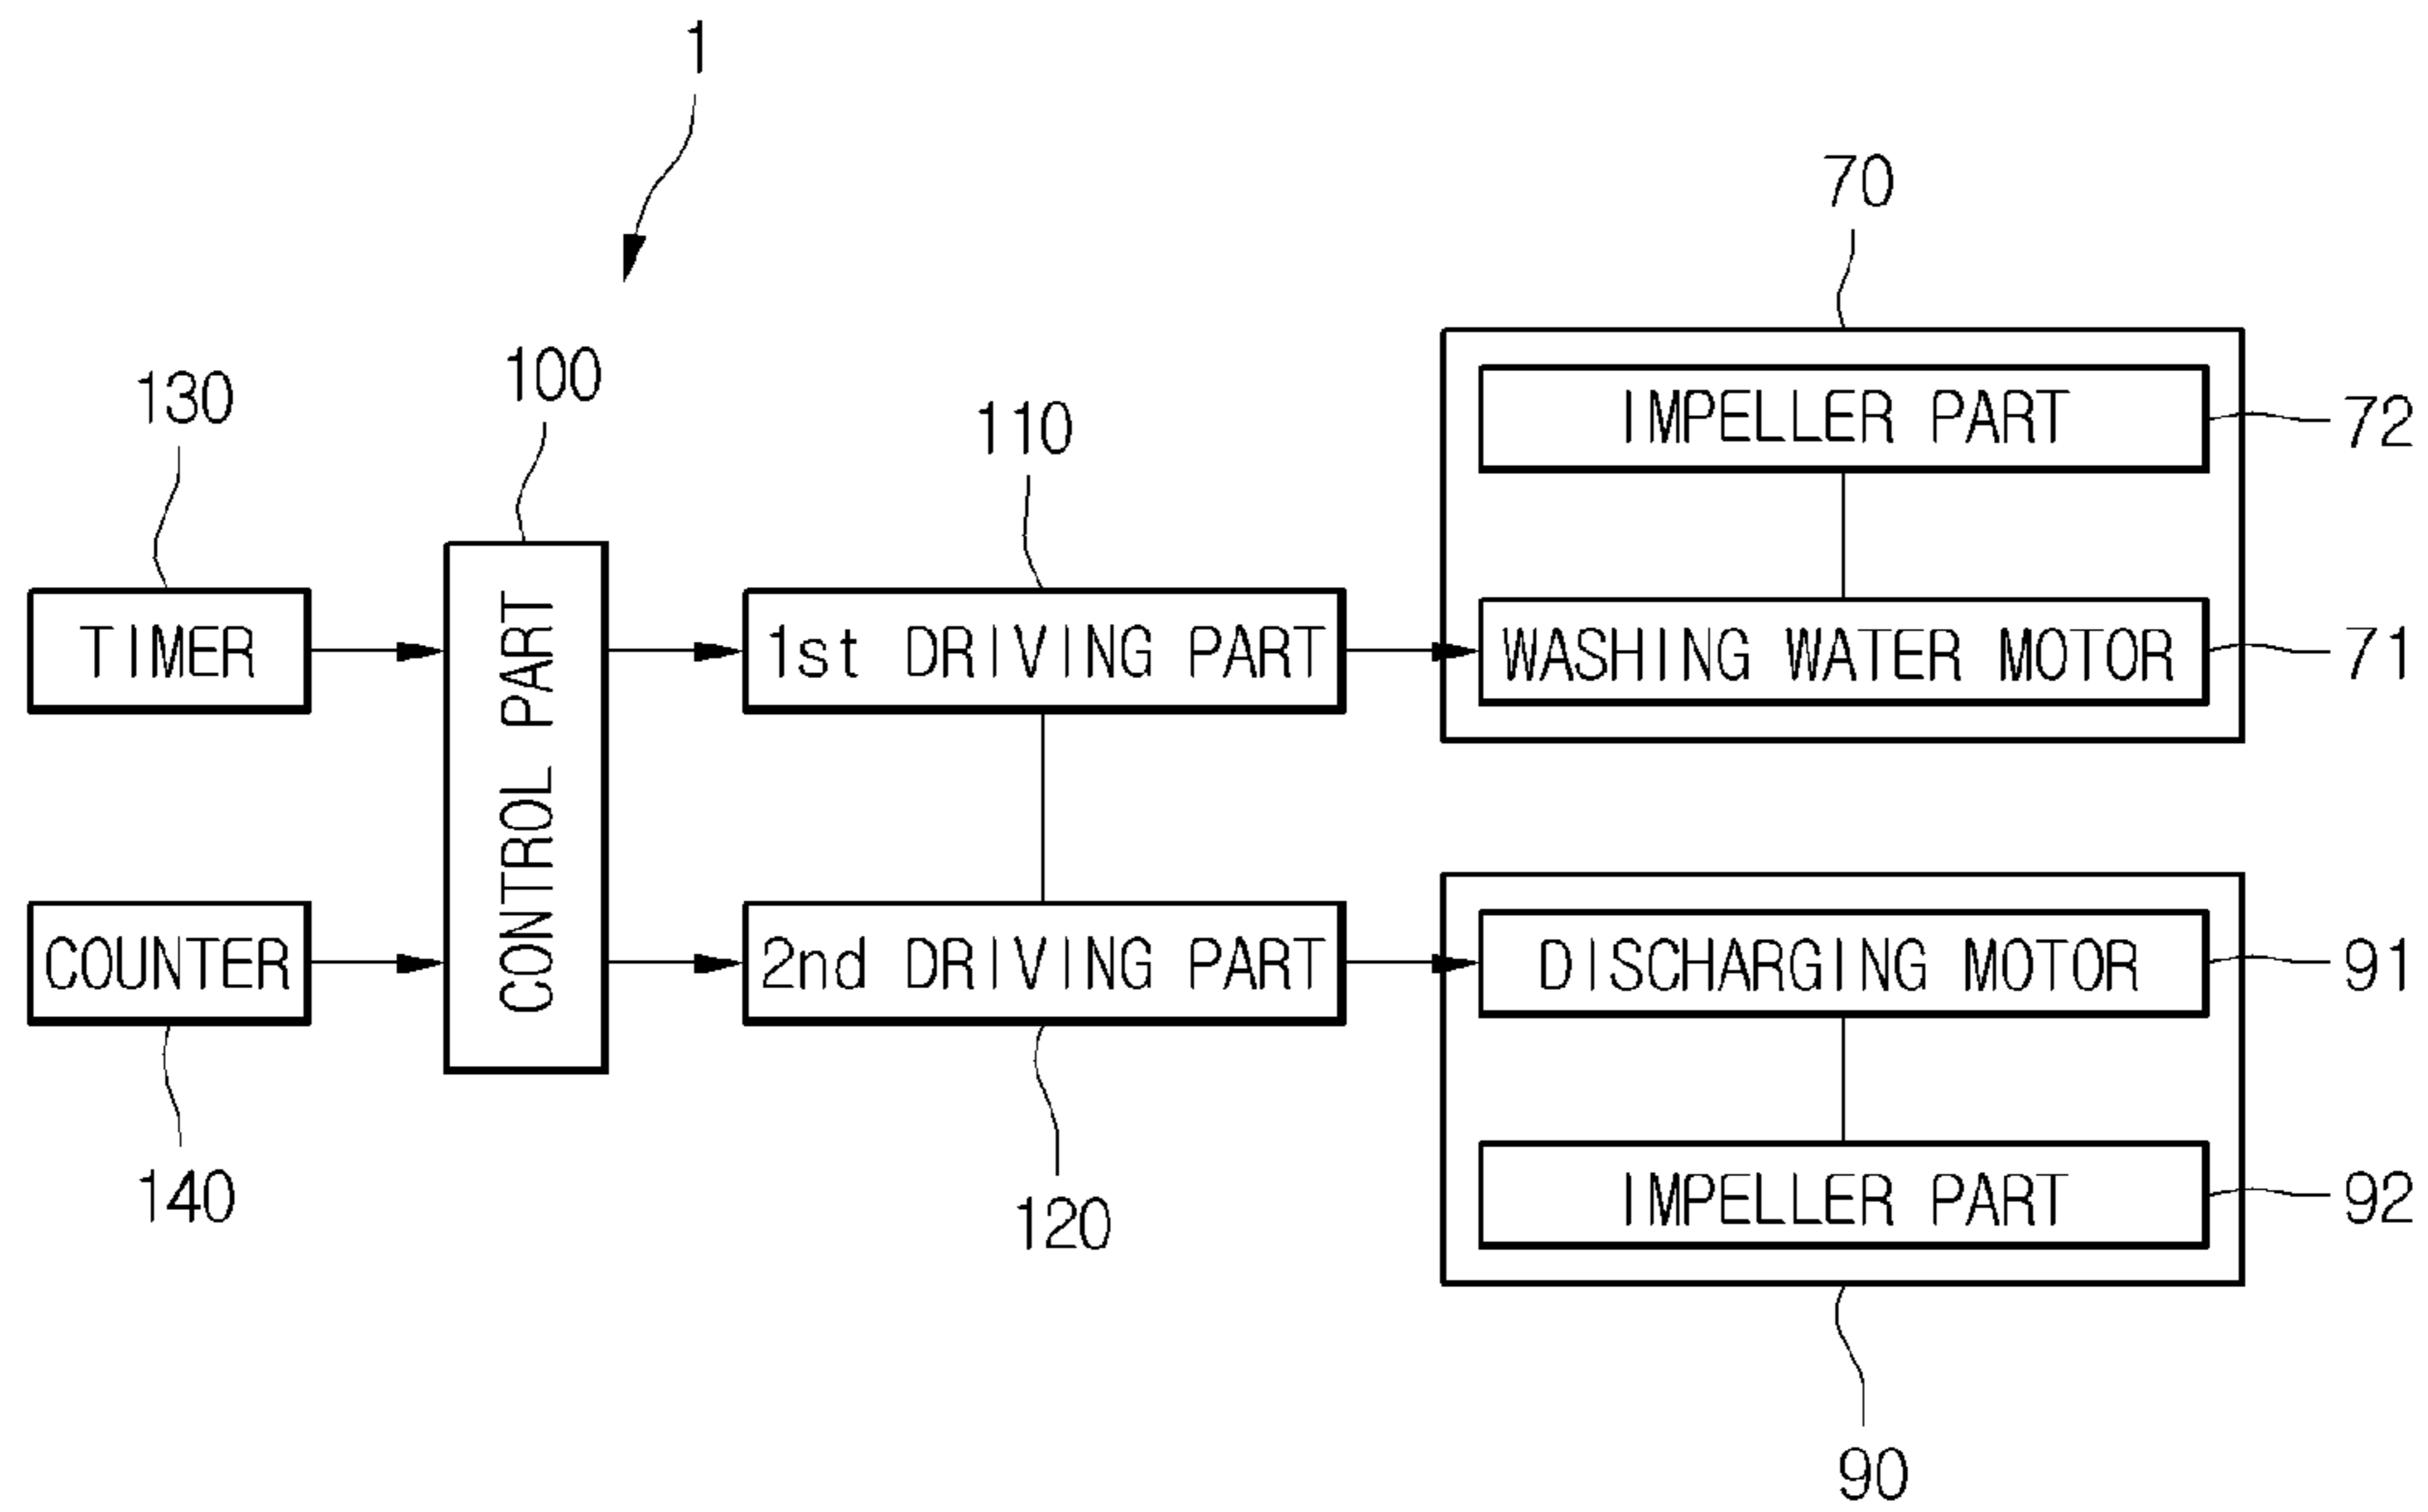 1
70
130
100
110
IMPELLER PART
72
TIMER
CONTROL PART
1st DRIVING PART
WASHING WATER MOTOR
71
COUNTER
2nd DRIVING PART
DISCHARGING MOTOR
91
140
120
IMPELLER PART
92
90